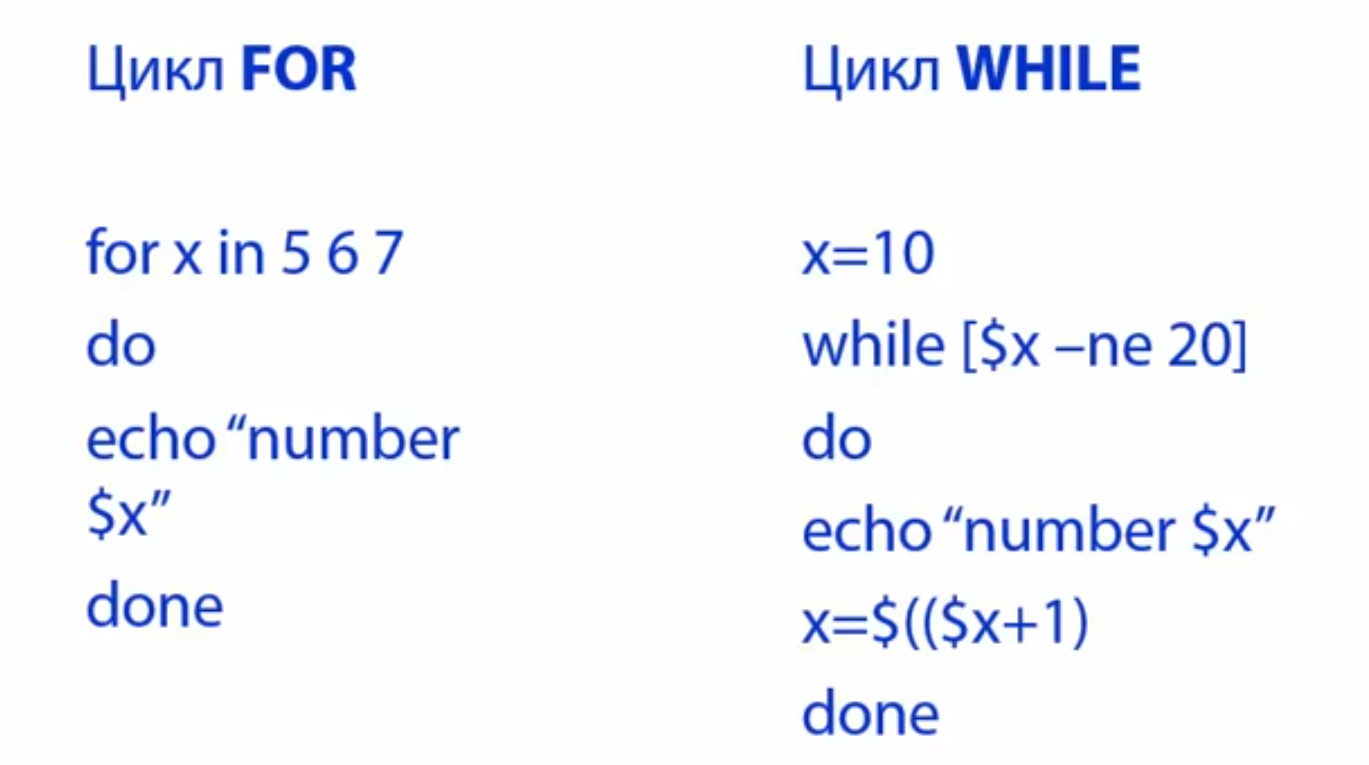 Цикл FOR
for x in 5 6 7
do
echo “number
$x”
done
Цикл WHILE
x=10
while [$x –ne 20]
do
echo “number $x”
x=$(($x+1)
done